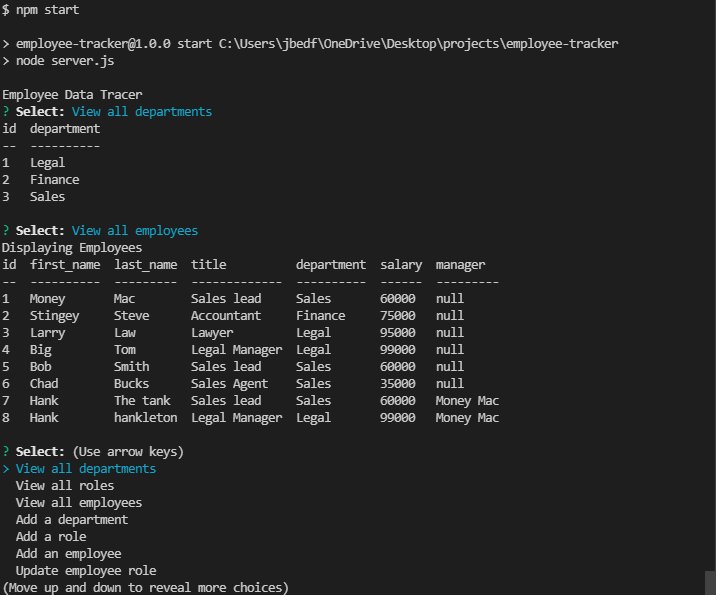 $ npm start
> employee-tracker@1.0.0 start C:\Users\jbedf\OneDrive\Desktop\projects\employee-tracker
> node server.js
Employee Data Tracer
? Select: View all departments
id  department
--  ----------
1   Legal
2   Finance
3   Sales
? Select: View all employees
Displaying Employees
id  first_name  last_name  title          department  salary  manager
--  ----------  ---------  -------------  ----------  ------  ---------
1   Money       Mac        Sales lead     Sales       60000   null
2   Stingey     Steve      Accountant     Finance     75000   null
3   Larry       Law        Lawyer         Legal       95000   null
4   Big         Tom        Legal Manager  Legal       99000   null
5   Bob         Smith      Sales lead     Sales       60000   null
6   Chad        Bucks      Sales Agent    Sales       35000   null
7   Hank        The tank   Sales lead     Sales       60000   Money Mac
8   Hank        hankleton  Legal Manager  Legal       99000   Money Mac
? Select: (Use arrow keys)
> View all departments
  View all roles
  View all employees
  Add a department
  Add a role
  Add an employee
  Update employee role
(Move up and down to reveal more choices)